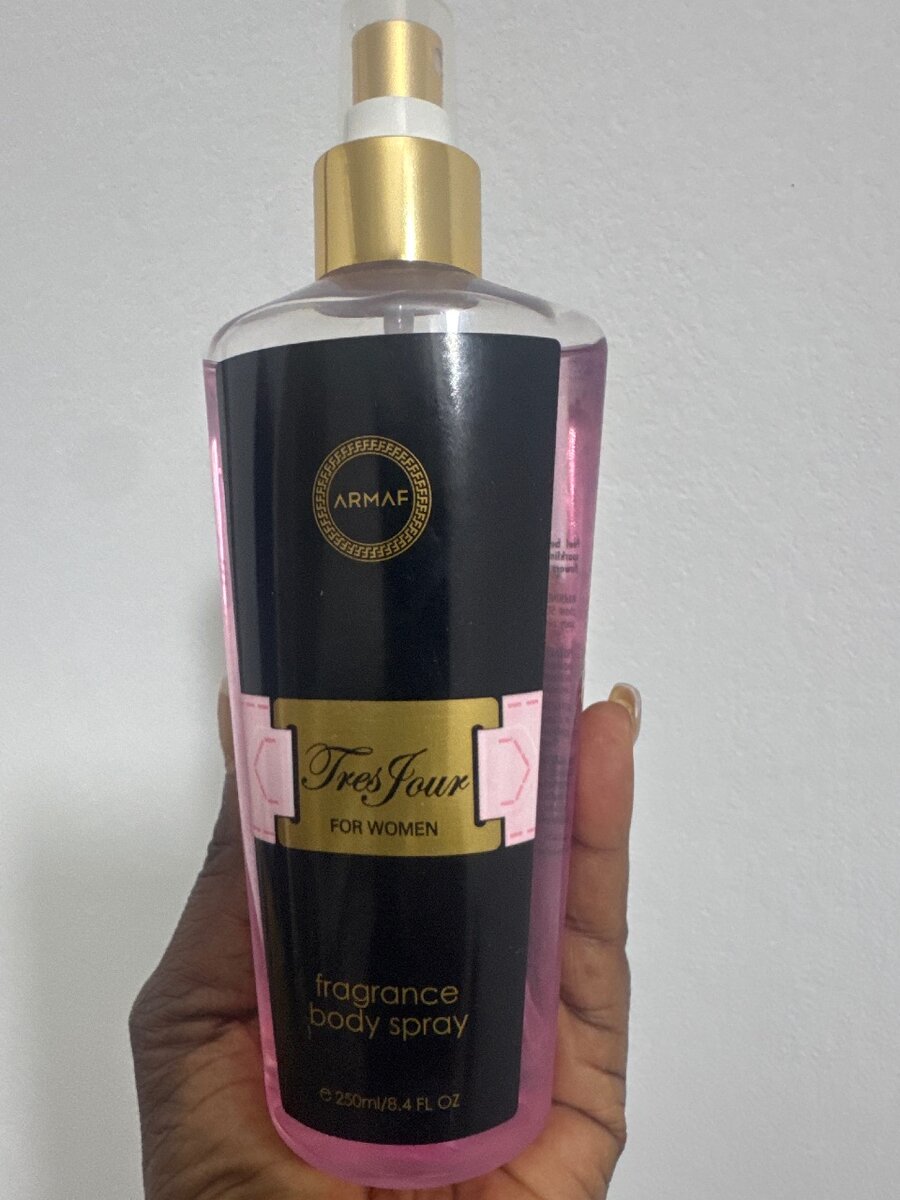 ARMAF
Tres Jour
FOR WOMEN
fragrance
body spray
e 250ml/8.4 FL OZ